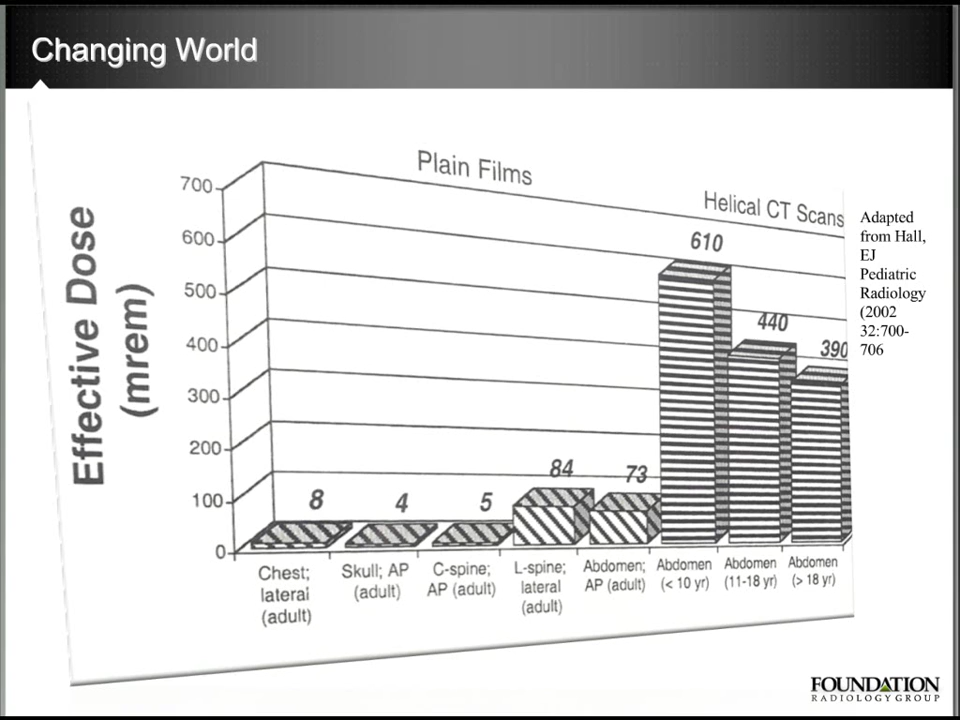 Changing World
Plain Films
Helical CT Scans
Effective Dose
(mrem)
700
600
500
400
300
200
100
0
8
4
5
84
73
610
440
390
Chest;
lateral
(adult)
Skull; AP
(adult)
C-spine;
AP (adult)
L-spine;
lateral
(adult)
Abdomen;
AP (adult)
Abdomen
(< 10 yr)
Abdomen
(11-18 yr)
Abdomen
(> 18 yr)
Adapted
from Hall,
EJ
Pediatric
Radiology
(2002
32:700-
706
FOUNDATION
RADIOLOGY GROUP